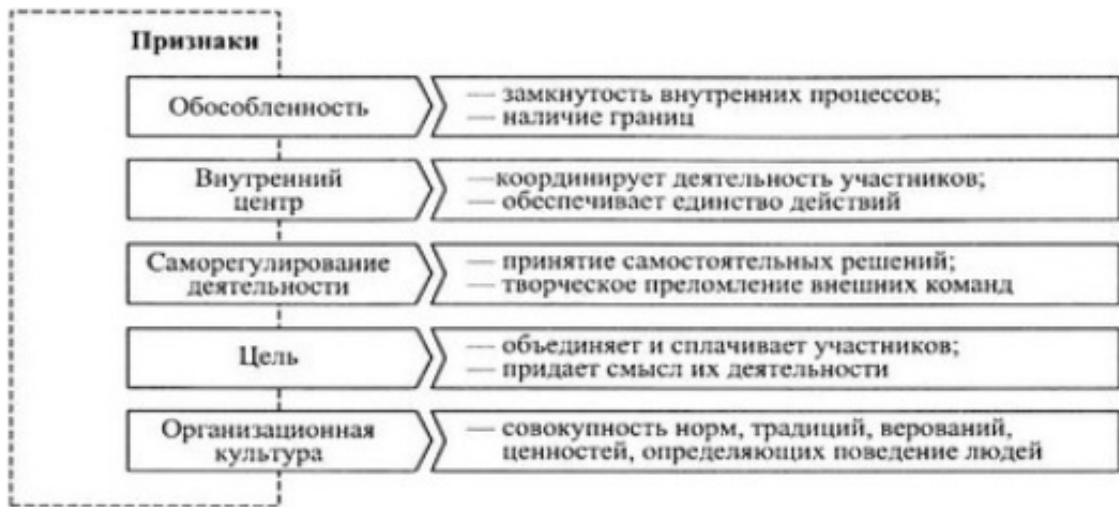 Признаки
Обособленность
— замкнутость внутренних процессов;
— наличие границ
Внутренний
центр
—координирует деятельность участников;
— обеспечивает единство действий
Саморегулирование
деятельности
— принятие самостоятельных решений;
— творческое преломление внешних команд
Цель
— объединяет и сплачивает участников;
— придает смысл их деятельности
Организационная
культура
— совокупность норм, традиций, верований,
ценностей, определяющих поведение людей